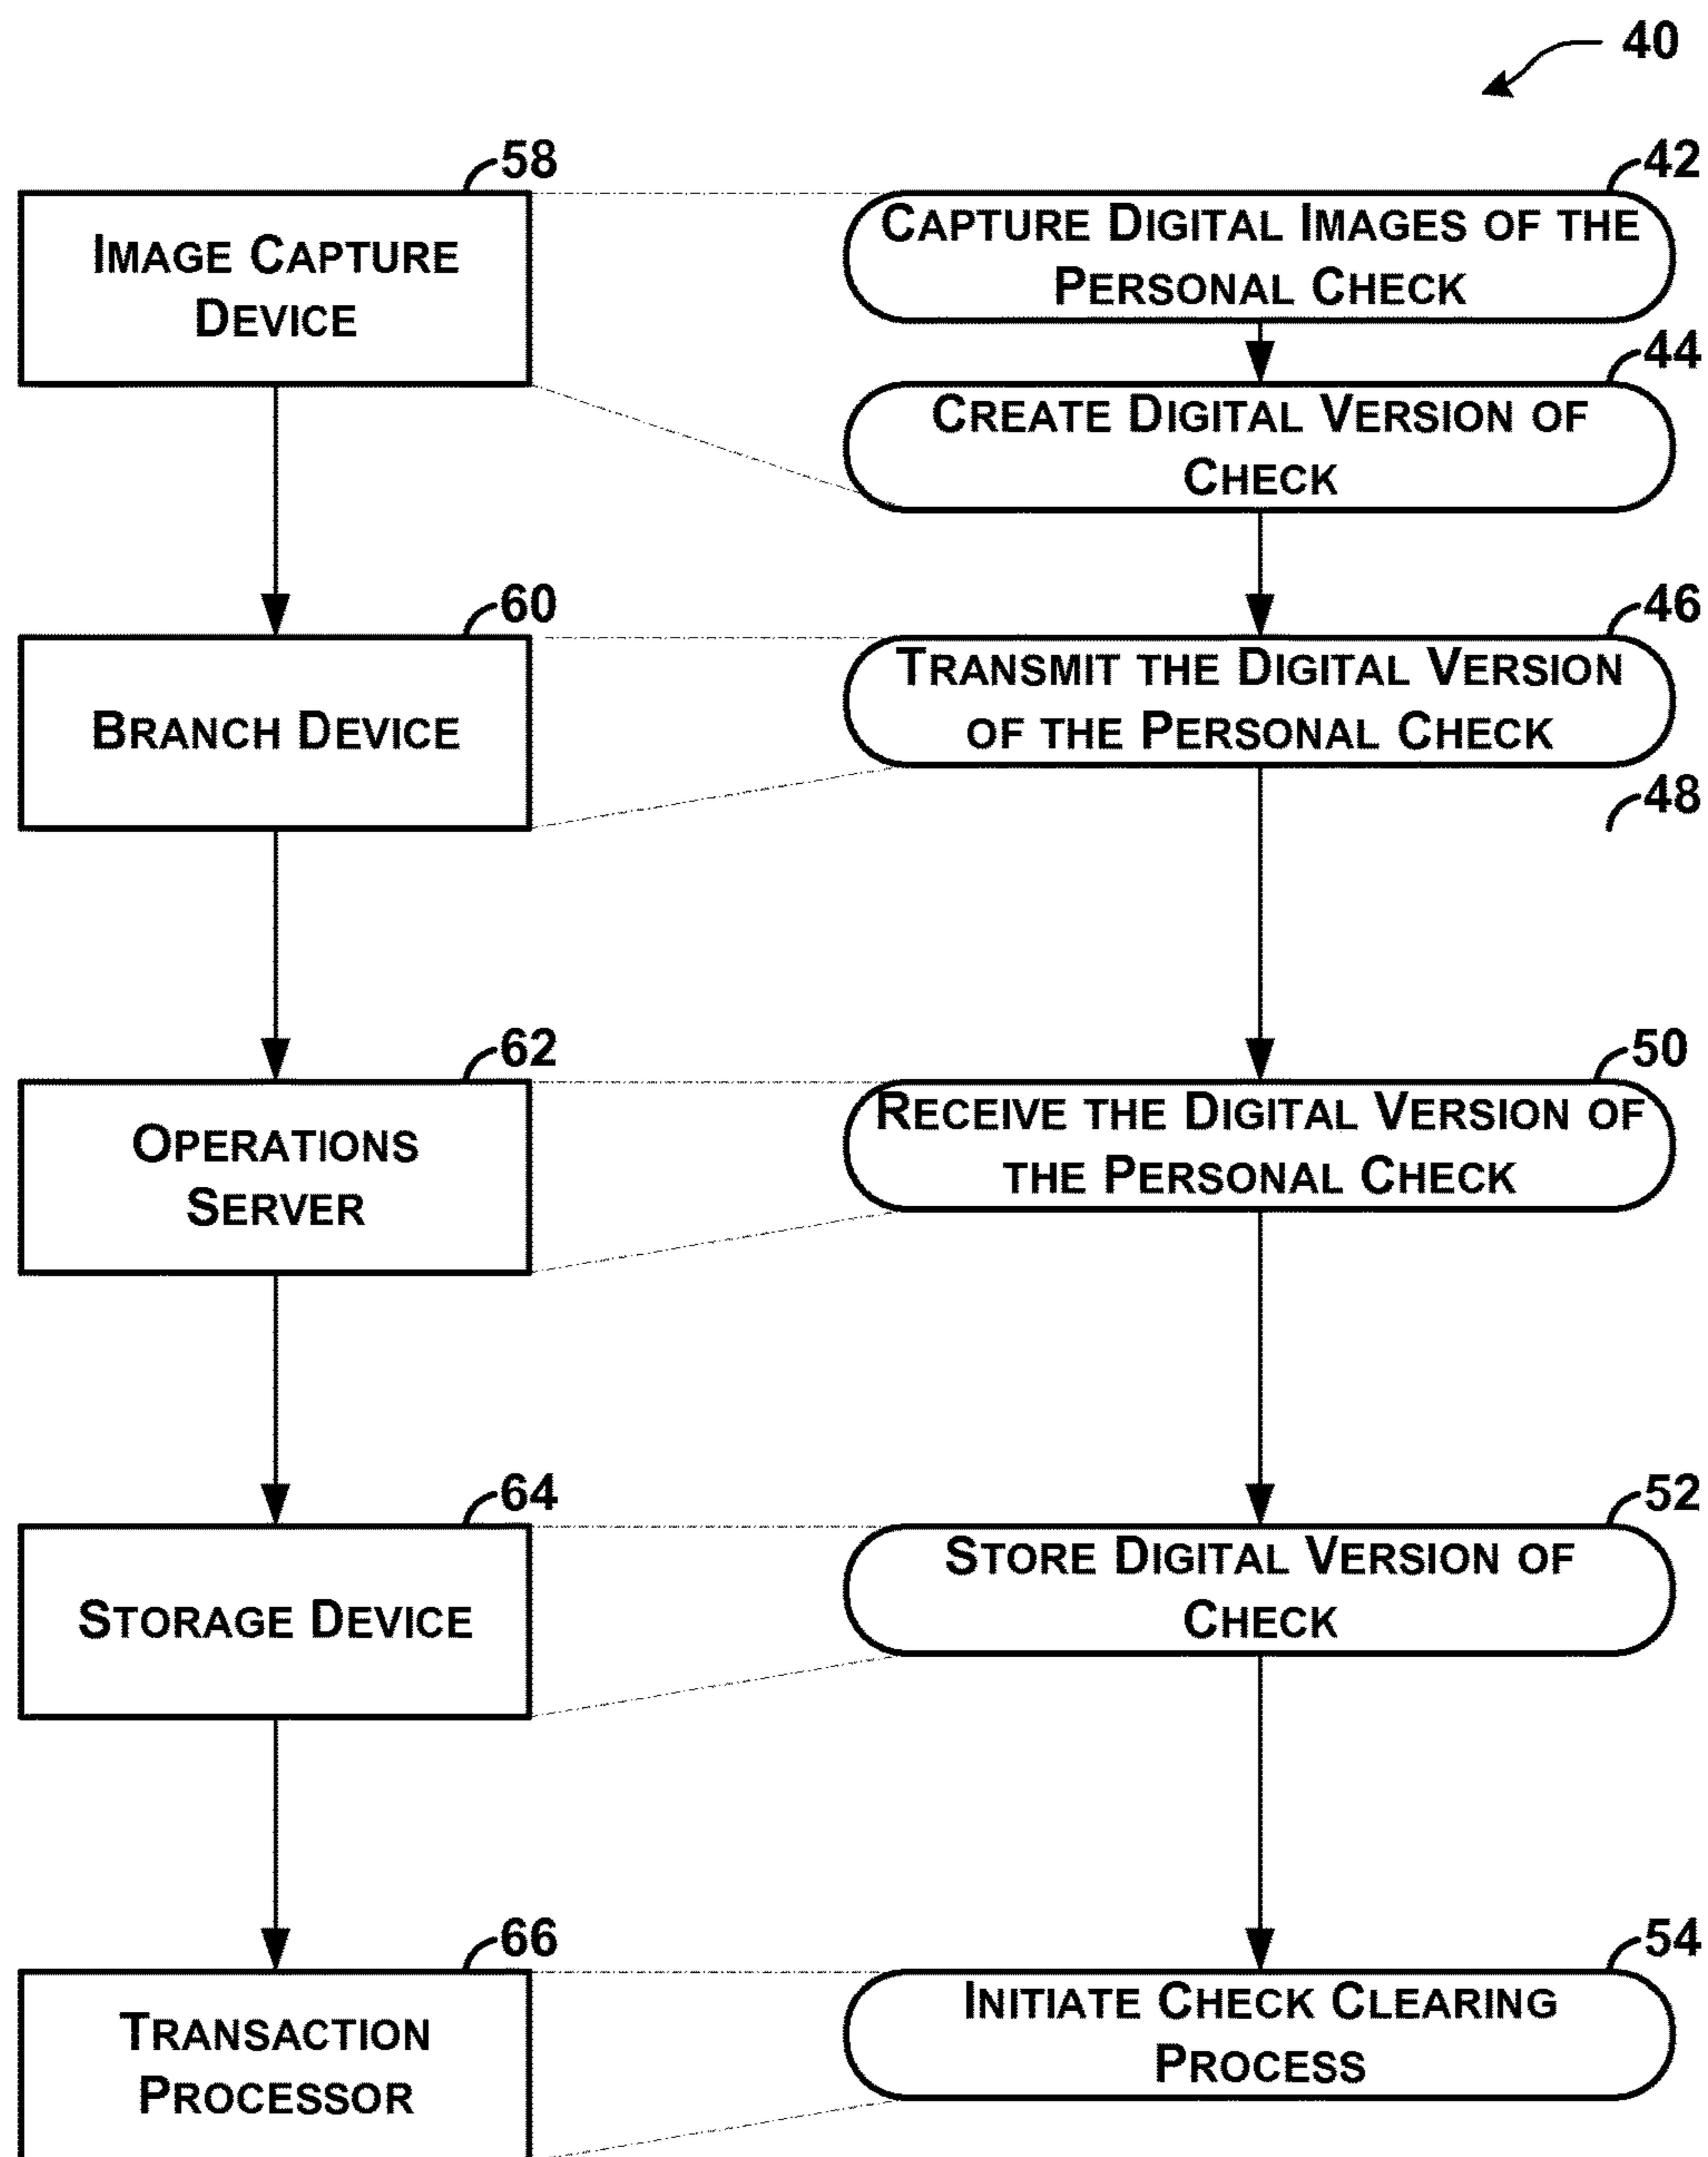 40
58
IMAGE CAPTURE
DEVICE
42
CAPTURE DIGITAL IMAGES OF THE
PERSONAL CHECK
44
CREATE DIGITAL VERSION OF
CHECK
60
BRANCH DEVICE
46
TRANSMIT THE DIGITAL VERSION
OF THE PERSONAL CHECK
48
62
OPERATIONS
SERVER
50
RECEIVE THE DIGITAL VERSION OF
THE PERSONAL CHECK
64
STORAGE DEVICE
52
STORE DIGITAL VERSION OF
CHECK
66
TRANSACTION
PROCESSOR
54
INITIATE CHECK CLEARING
PROCESS